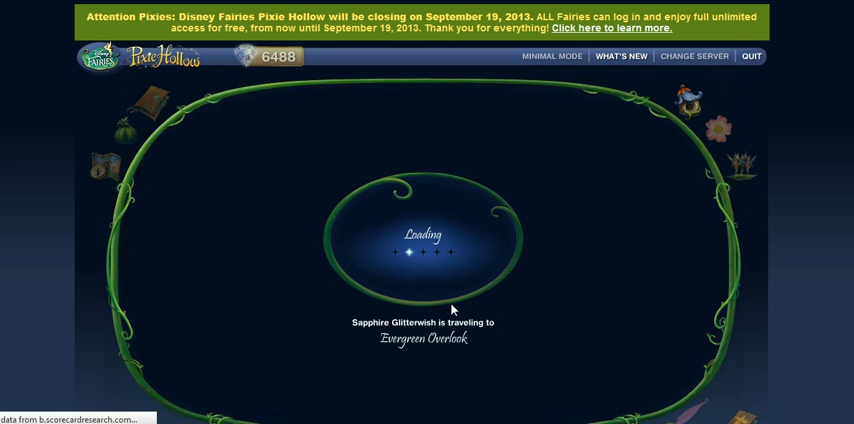 Attention Pixies: Disney Fairies Pixie Hollow will be closing on September 19, 2013. ALL Fairies can log in and enjoy full unlimited
access for free, from now until September 19, 2013. Thank you for everything! Click here to learn more.
Disney
FAIRIES
Pixie Hollow
6488
MINIMAL MODE
WHAT'S NEW
CHANGE SERVER
QUIT
Loading
Sapphire Glitterwish is traveling to
Evergreen Overlook
data from b.scorecardresearch.com...